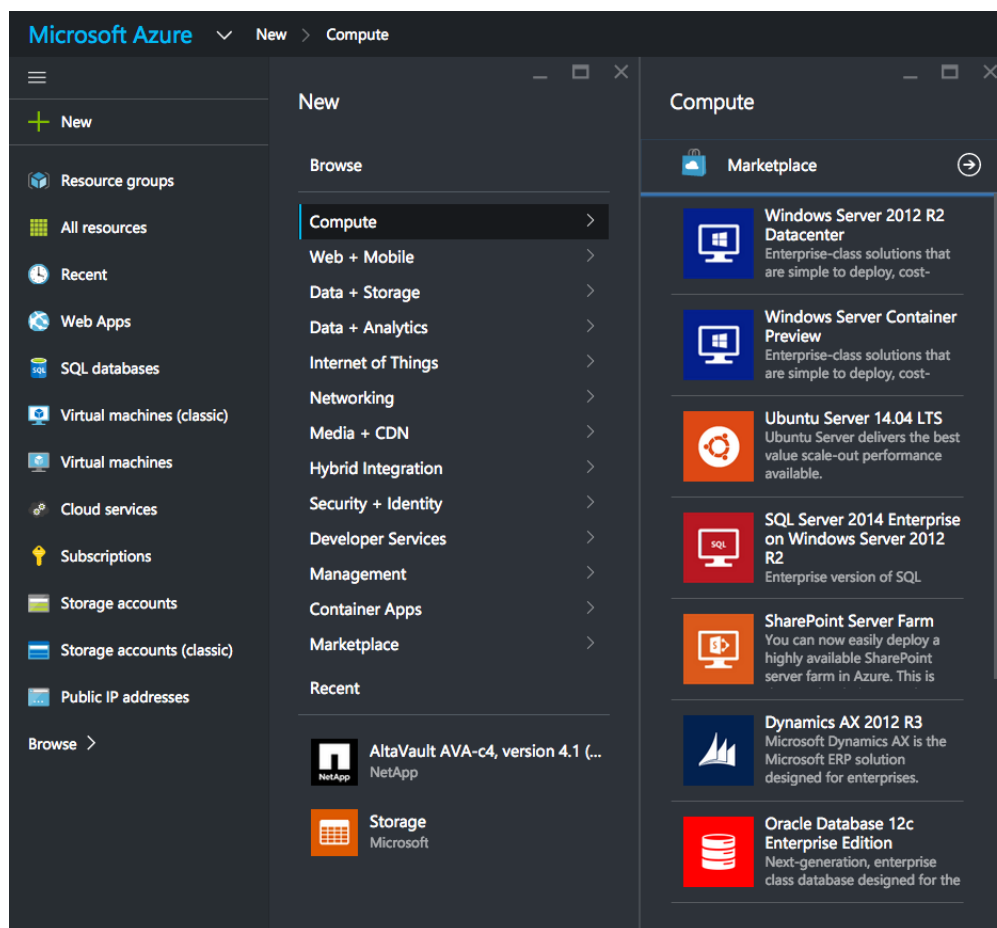 Microsoft Azure New > Compute
New
Resource groups
All resources
Recent
Web Apps
SQL
SQL databases
Virtual machines (classic)
Virtual machines
Cloud services
Subscriptions
Storage accounts
Storage accounts (classic)
Public IP addresses
Browse >
New
Browse
Compute
Web + Mobile
Data + Storage
Data + Analytics
Internet of Things
Networking
Media + CDN
Hybrid Integration
Security + Identity
Developer Services
Management
Container Apps
Marketplace
Recent
NetApp
AltaVault AVA-c4, version 4.1 (...
NetApp
Storage
Microsoft
Compute
Marketplace
Windows Server 2012 R2
Datacenter
Enterprise-class solutions that
are simple to deploy, cost-
Windows Server Container
Preview
Enterprise-class solutions that
are simple to deploy, cost-
Ubuntu Server 14.04 LTS
Ubuntu Server delivers the best
value scale-out performance
available.
SQL
SQL Server 2014 Enterprise
on Windows Server 2012
R2
Enterprise version of SQL
SharePoint Server Farm
You can now easily deploy a
highly available SharePoint
server farm in Azure. This is
Dynamics AX 2012 R3
Microsoft Dynamics AX is the
Microsoft ERP solution
designed for enterprises.
Oracle Database 12c
Enterprise Edition
Next-generation, enterprise
class database designed for the